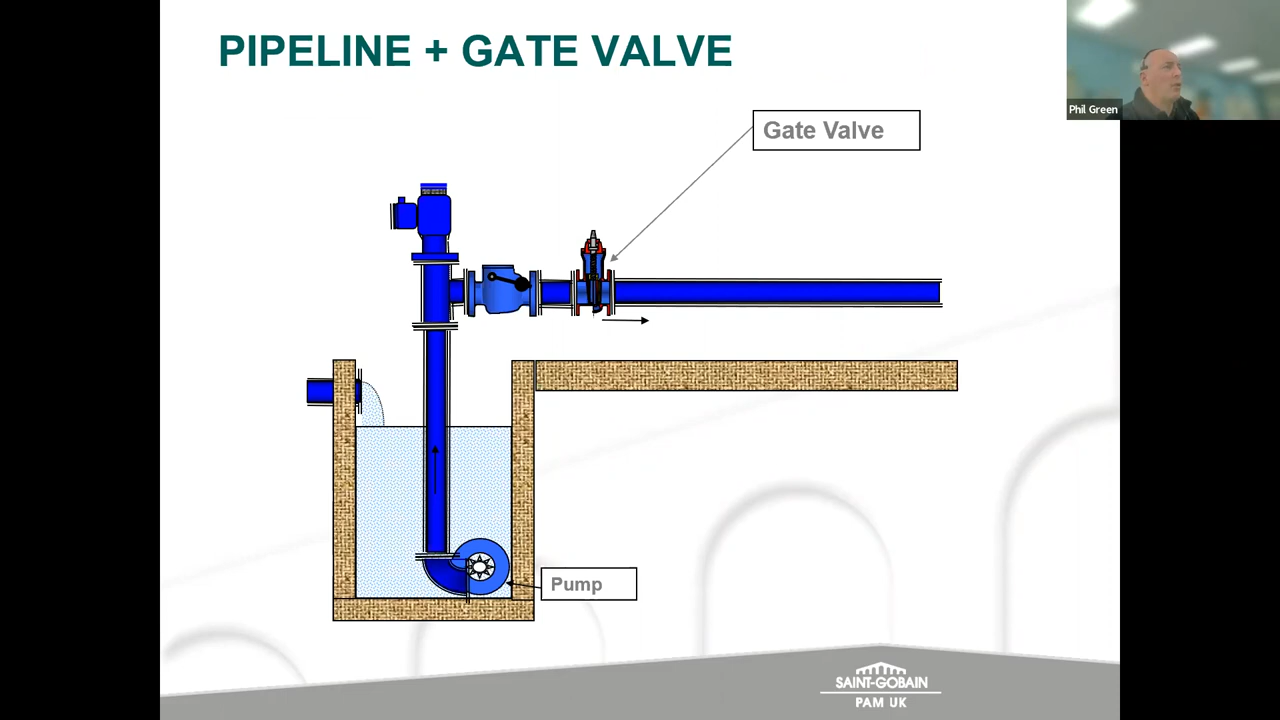 PIPELINE + GATE VALVE
Phil Green
Gate Valve
Pump
SAINT-GOBAIN
PAM UK